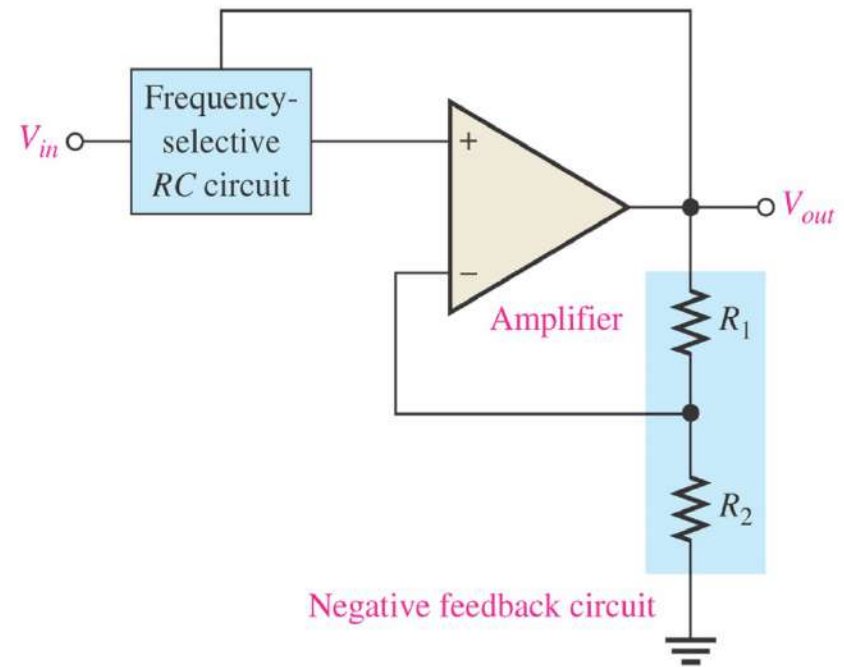 Frequency-
selective
RC circuit
V_in
+
V_out
−
Amplifier
R_1
R_2
Negative feedback circuit